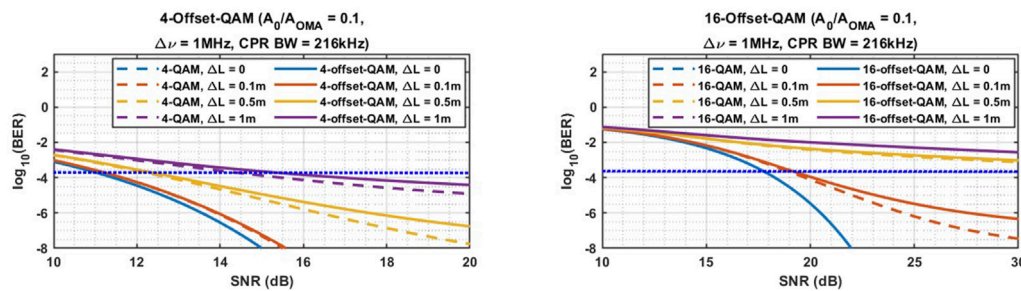 4-Offset-QAM (A0/AOMA = 0.1,
Δν = 1MHz, CPR BW = 216kHz)
4-QAM, ΔL = 0
4-QAM, ΔL = 0.1m
4-QAM, ΔL = 0.5m
4-QAM, ΔL = 1m
4-offset-QAM, ΔL = 0
4-offset-QAM, ΔL = 0.1m
4-offset-QAM, ΔL = 0.5m
4-offset-QAM, ΔL = 1m
log10(BER)
2
0
-2
-4
-6
-8
10 12 14 16 18 20
SNR (dB)
16-Offset-QAM (A0/AOMA = 0.1,
Δν = 1MHz, CPR BW = 216kHz)
16-QAM, ΔL = 0
16-QAM, ΔL = 0.1m
16-QAM, ΔL = 0.5m
16-QAM, ΔL = 1m
16-offset-QAM, ΔL = 0
16-offset-QAM, ΔL = 0.1m
16-offset-QAM, ΔL = 0.5m
16-offset-QAM, ΔL = 1m
log10(BER)
2
0
-2
-4
-6
-8
10 15 20 25 30
SNR (dB)